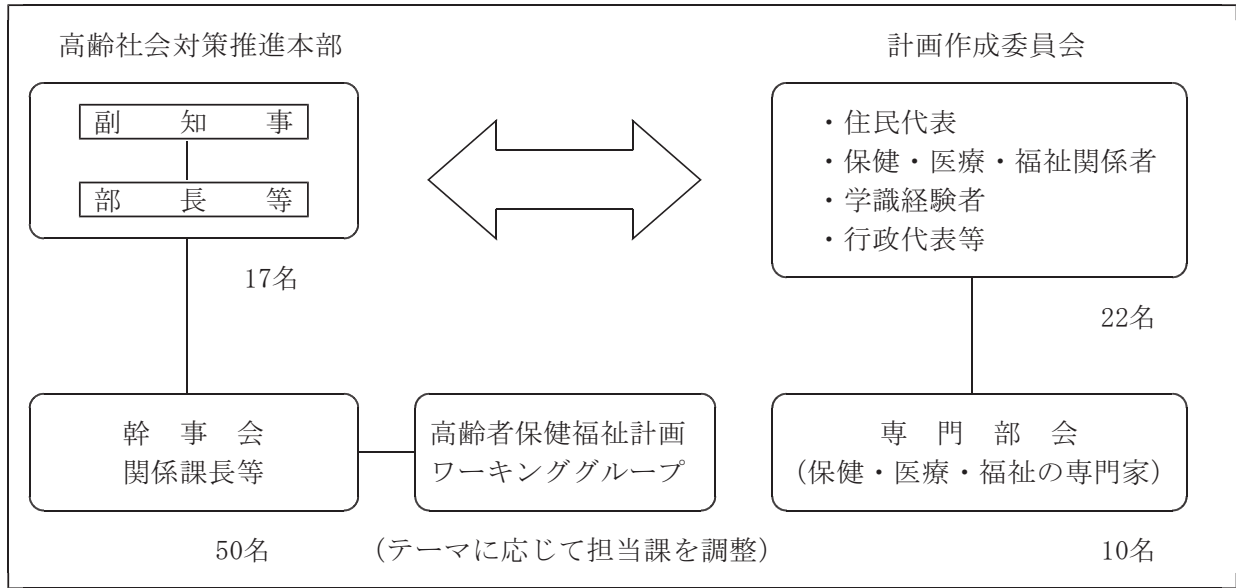 高齢社会対策推進本部
副知事
部長等
17名
計画作成委員会
・住民代表
・保健・医療・福祉関係者
・学識経験者
・行政代表等
22名
幹事会
関係課長等
50名
高齢者保健福祉計画
ワーキンググループ
(テーマに応じて担当課を調整)
専門部会
(保健・医療・福祉の専門家)
10名